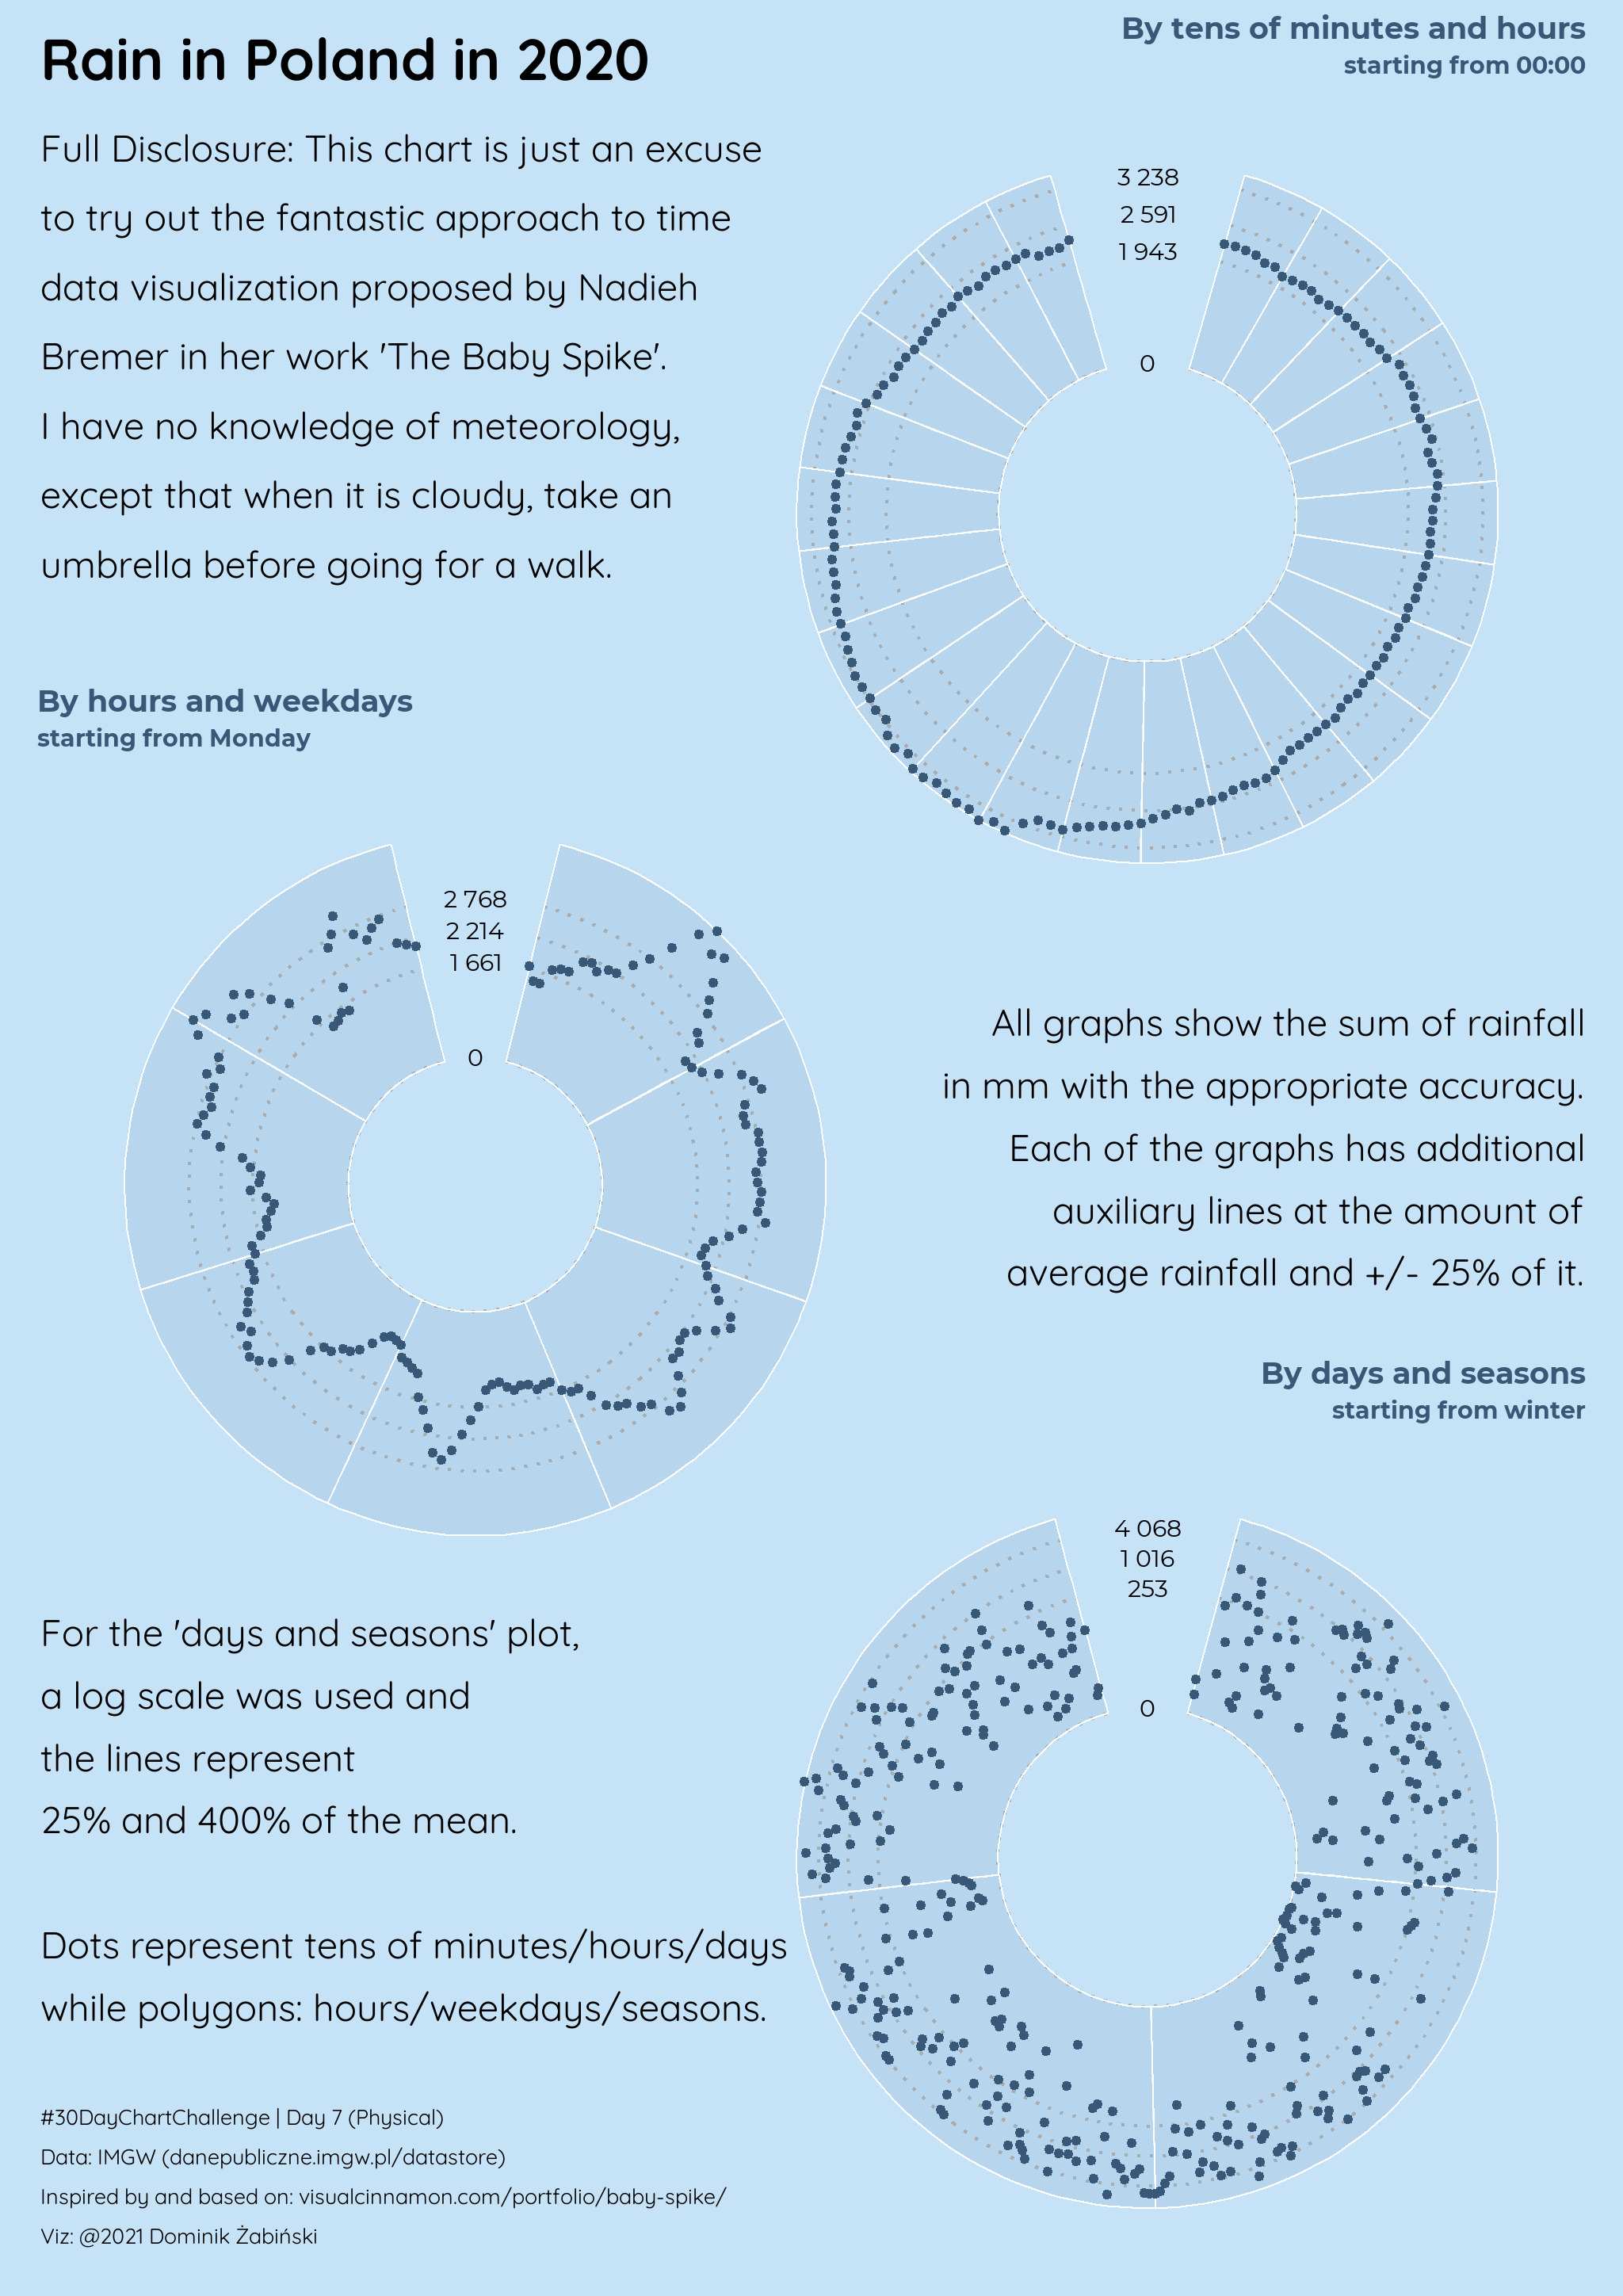 Rain in Poland in 2020
Full Disclosure: This chart is just an excuse
to try out the fantastic approach to time
data visualization proposed by Nadieh
Bremer in her work 'The Baby Spike'.
I have no knowledge of meteorology,
except that when it is cloudy, take an
umbrella before going for a walk.
By tens of minutes and hours
starting from 00:00
3 238
2 591
1 943
0
By hours and weekdays
starting from Monday
2 768
2 214
1 661
0
All graphs show the sum of rainfall
in mm with the appropriate accuracy.
Each of the graphs has additional
auxiliary lines at the amount of
average rainfall and +/- 25% of it.
By days and seasons
starting from winter
4 068
1 016
253
0
For the 'days and seasons' plot,
a log scale was used and
the lines represent
25% and 400% of the mean.
Dots represent tens of minutes/hours/days
while polygons: hours/weekdays/seasons.
#30DayChartChallenge | Day 7 (Physical)
Data: IMGW (danepubliczne.imgw.pl/datastore)
Inspired by and based on: visualcinnamon.com/portfolio/baby-spike/
Viz: @2021 Dominik Żabiński